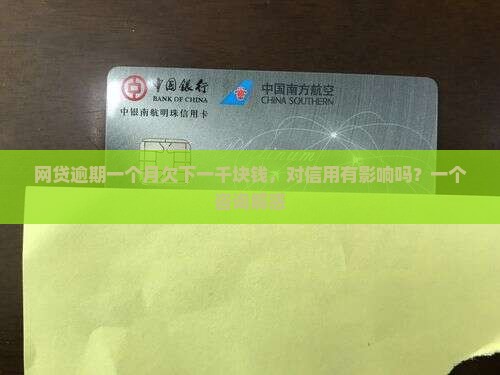 中国银行
BANK OF CHINA
中国南方航空
CHINA SOUTHERN
中银南航明珠信用卡
网贷逾期一个月欠下一千块钱，对信用有影响吗？一个